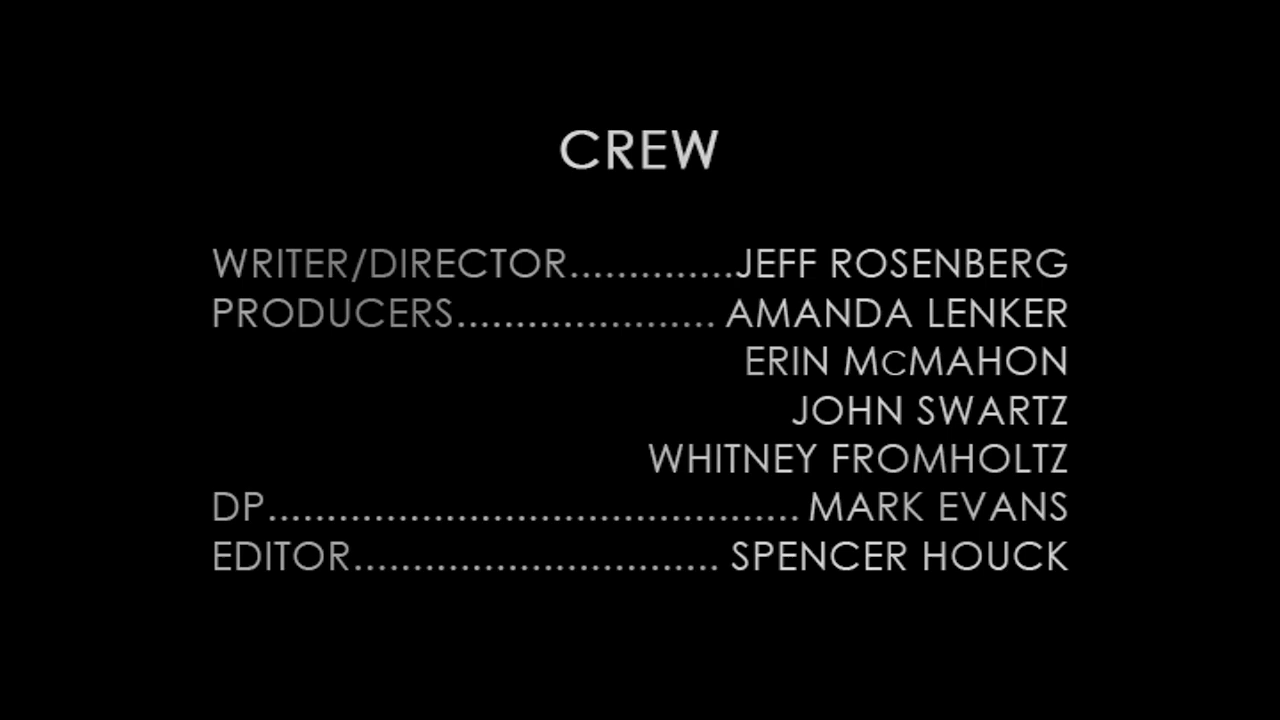 CREW
WRITER/DIRECTOR..............JEFF ROSENBERG
PRODUCERS...................... AMANDA LENKER
ERIN McMAHON
JOHN SWARTZ
WHITNEY FROMHOLTZ
DP............................................. MARK EVANS
EDITOR............................... SPENCER HOUCK